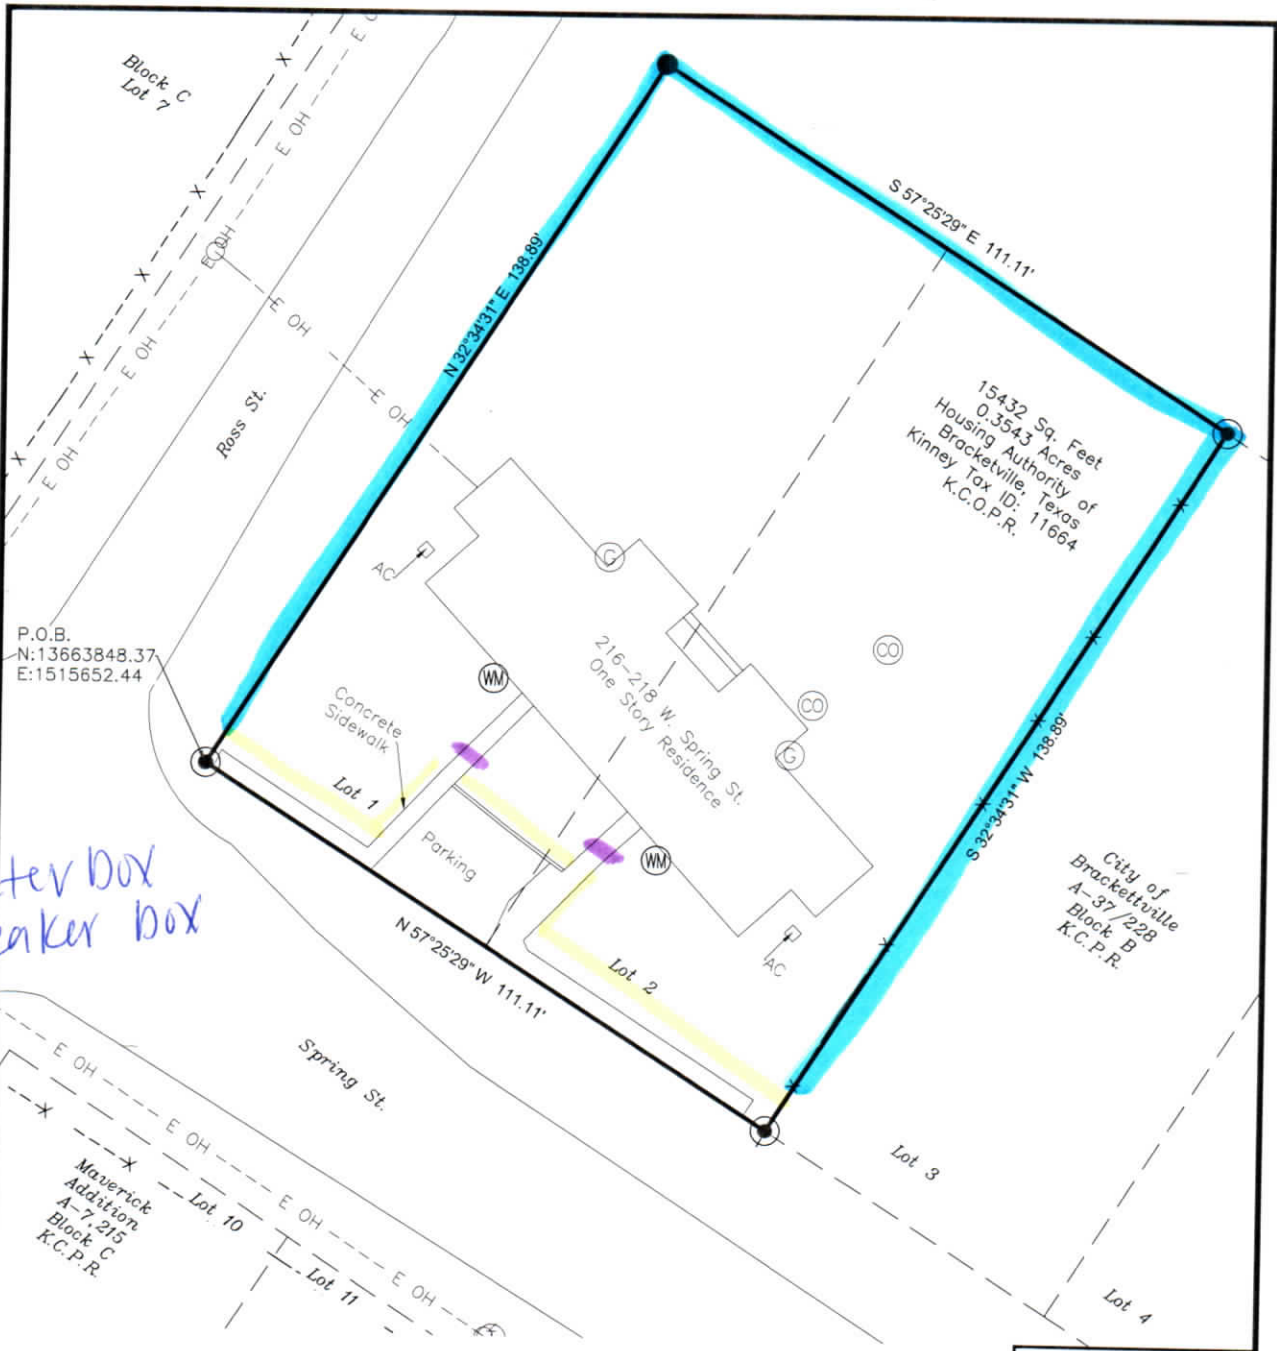 Block C
Lot 7
E OH
E OH
E OH
E OH
E OH
E OH
E OH
Ross St.
N 32°34'31" E 138.89'
S 57°25'29" E 111.11'
15432 Sq. Feet
0.3543 Acres
Housing Authority of
Bracketville, Texas
Kinney Tax ID: 11664
K.C.O.P.R.
AC
G
P.O.B.
N:13663848.37
E:1515652.44
WM
Concrete
Sidewalk
216-218 W. Spring St.
One Story Residence
CO
CO
G
Lot 1
Parking
WM
S 32°34'31" W 138.89'
City of
Brackettville
A-37/228
Block B
K.C.P.R.
box
box
N 57°25'29" W 111.11'
Lot 2
AC
Spring St.
E OH
E OH
E OH
E OH
Maverick
Addition
A-7,215
Block C
K.C.P.R.
Lot 10
Lot 11
Lot 3
Lot 4